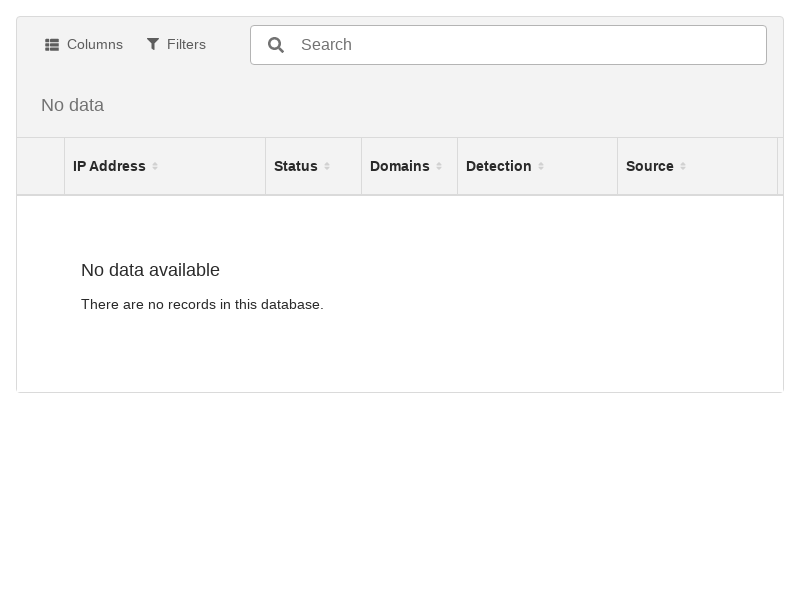 Columns Filters Search
No data
IP Address Status Domains Detection Source
No data available
There are no records in this database.